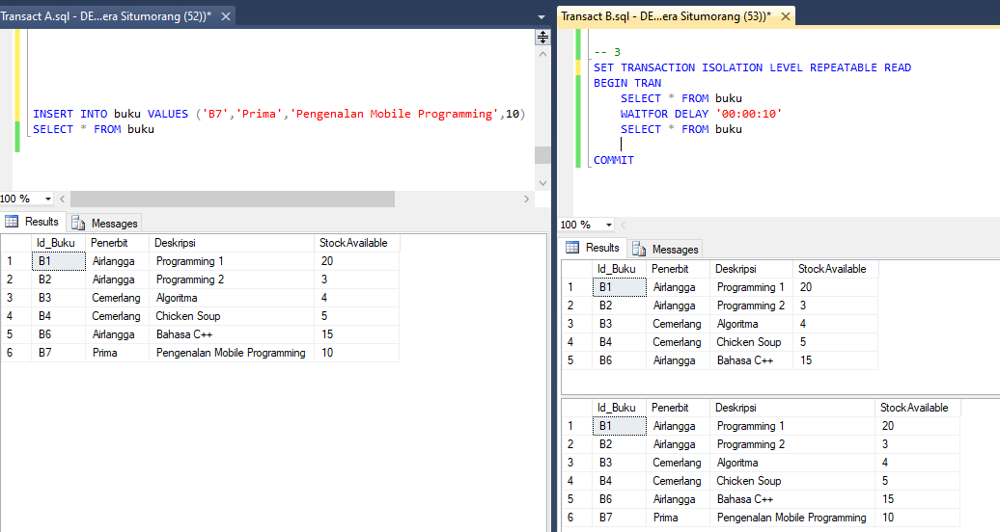 Transact A.sql - DE...era Situmorang (52))*
INSERT INTO buku VALUES ('B7','Prima','Pengenalan Mobile Programming',10)
SELECT * FROM buku
100 %
Results Messages
Id_Buku Penerbit Deskripsi StockAvailable
1 B1 Airlangga Programming 1 20
2 B2 Airlangga Programming 2 3
3 B3 Cemerlang Algoritma 4
4 B4 Cemerlang Chicken Soup 5
5 B6 Airlangga Bahasa C++ 15
6 B7 Prima Pengenalan Mobile Programming 10
Transact B.sql - DE...era Situmorang (53))*
-- 3
SET TRANSACTION ISOLATION LEVEL REPEATABLE READ
BEGIN TRAN
SELECT * FROM buku
WAITFOR DELAY '00:00:10'
SELECT * FROM buku
COMMIT
100 %
Results Messages
Id_Buku Penerbit Deskripsi StockAvailable
1 B1 Airlangga Programming 1 20
2 B2 Airlangga Programming 2 3
3 B3 Cemerlang Algoritma 4
4 B4 Cemerlang Chicken Soup 5
5 B6 Airlangga Bahasa C++ 15
Id_Buku Penerbit Deskripsi StockAvailable
1 B1 Airlangga Programming 1 20
2 B2 Airlangga Programming 2 3
3 B3 Cemerlang Algoritma 4
4 B4 Cemerlang Chicken Soup 5
5 B6 Airlangga Bahasa C++ 15
6 B7 Prima Pengenalan Mobile Programming 10